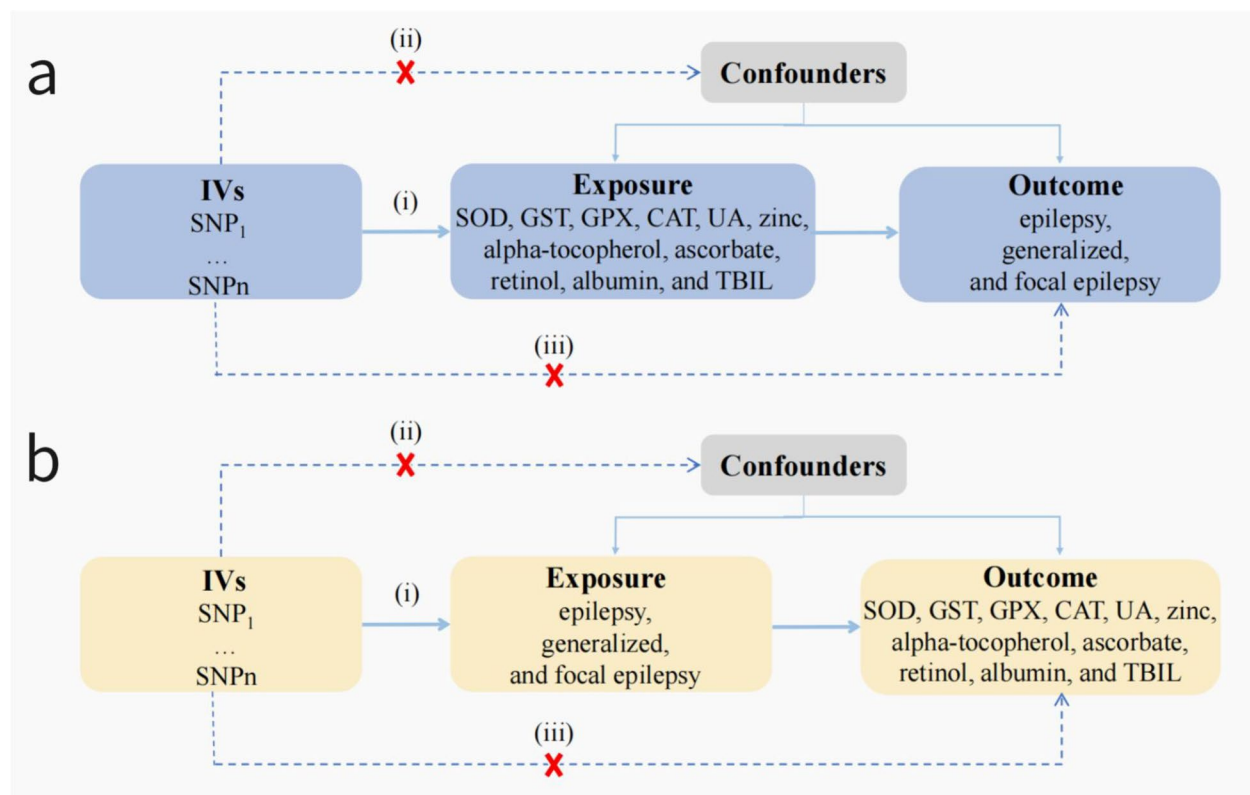 a
(ii)
Confounders
IVs
SNP₁
...
SNPn
(i)
Exposure
SOD, GST, GPX, CAT, UA, zinc,
alpha-tocopherol, ascorbate,
retinol, albumin, and TBIL
Outcome
epilepsy,
generalized,
and focal epilepsy
(iii)
b
(ii)
Confounders
IVs
SNP₁
...
SNPn
(i)
Exposure
epilepsy,
generalized,
and focal epilepsy
Outcome
SOD, GST, GPX, CAT, UA, zinc,
alpha-tocopherol, ascorbate,
retinol, albumin, and TBIL
(iii)